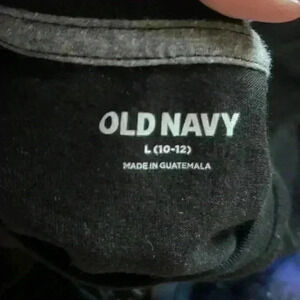 OLD NAVY
L (10-12)
MADE IN GUATEMALA